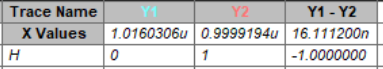 Trace Name Y1 Y2 Y1 - Y2
X Values 1.0160306u 0.9999194u 16.111200n
H 0 1 -1.0000000